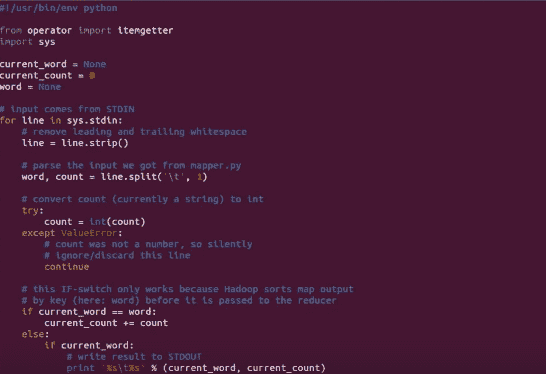 #!/usr/bin/env python

from operator import itemgetter
import sys

current_word = None
current_count = 0
word = None

# input comes from STDIN
for line in sys.stdin:
    # remove leading and trailing whitespace
    line = line.strip()

    # parse the input we got from mapper.py
    word, count = line.split('\t', 1)

    # convert count (currently a string) to int
    try:
        count = int(count)
    except ValueError:
        # count was not a number, so silently
        # ignore/discard this line
        continue

    # this IF-switch only works because Hadoop sorts map output
    # by key (here: word) before it is passed to the reducer
    if current_word == word:
        current_count += count
    else:
        if current_word:
            # write result to STDOUT
            print '%s\t%s' % (current_word, current_count)